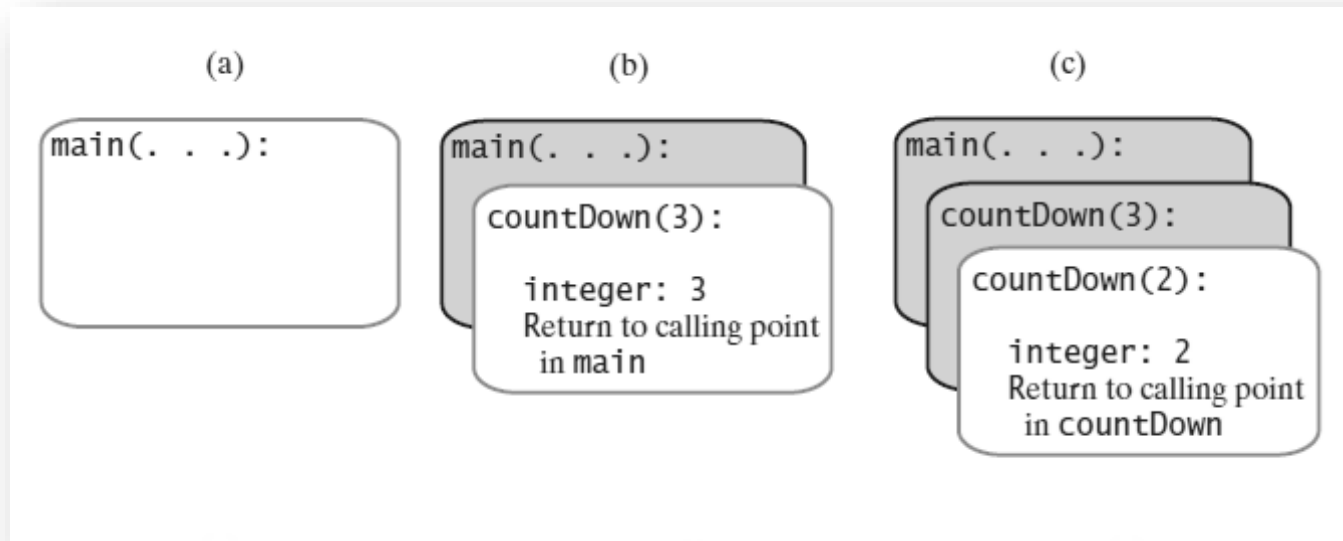 (a)
main(. . .):
(b)
main(. . .):
countDown(3):
integer: 3
Return to calling point
in main
(c)
main(. . .):
countDown(3):
countDown(2):
integer: 2
Return to calling point
in countDown